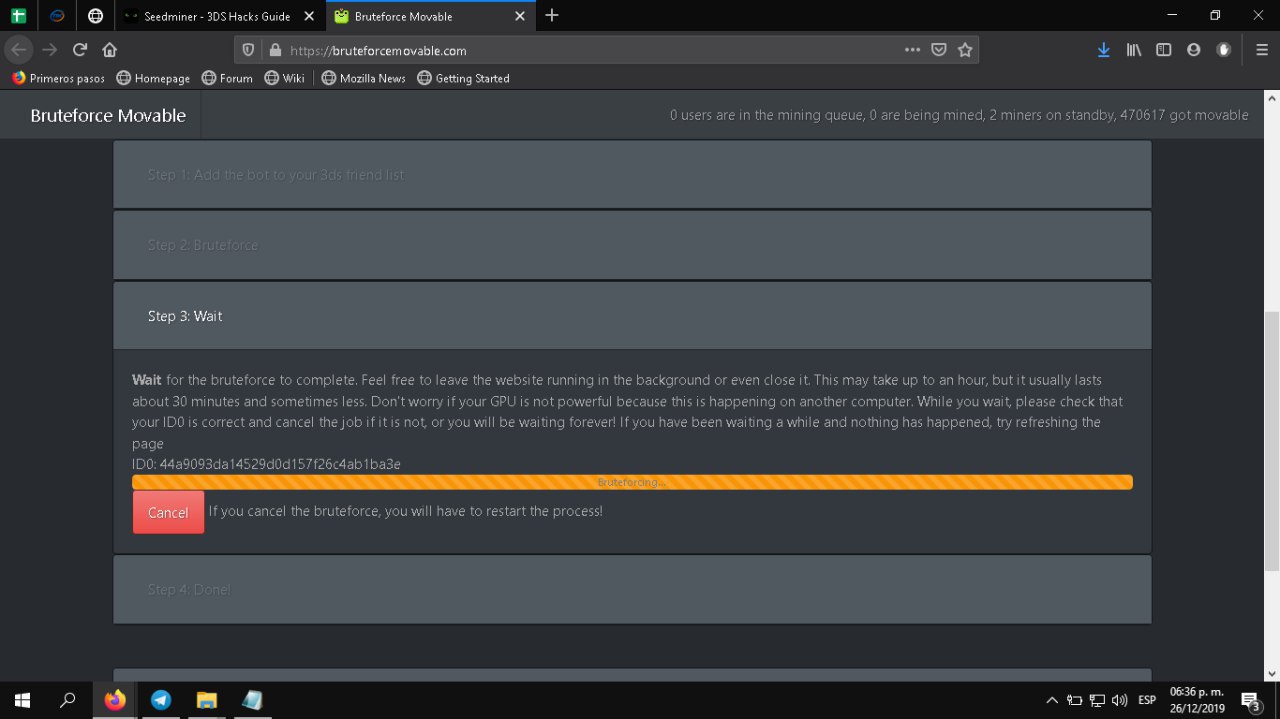 Seedminer - 3DS Hacks Guide
Bruteforce Movable
https://bruteforcemovable.com
Primeros pasos
Homepage
Forum
Wiki
Mozilla News
Getting Started
Bruteforce Movable
0 users are in the mining queue, 0 are being mined, 2 miners on standby, 470617 got movable
Step 1: Add the bot to your 3ds friend list
Step 2: Bruteforce
Step 3: Wait
Wait for the bruteforce to complete. Feel free to leave the website running in the background or even close it. This may take up to an hour, but it usually lasts
about 30 minutes and sometimes less. Don't worry if your GPU is not powerful because this is happening on another computer. While you wait, please check that
your ID0 is correct and cancel the job if it is not, or you will be waiting forever! If you have been waiting a while and nothing has happened, try refreshing the
page
ID0: 44a9093da14529d0d157f26c4ab1ba3e
Bruteforcing...
Cancel
If you cancel the bruteforce, you will have to restart the process!
Step 4: Done!
ESP
06:36 p. m.
26/12/2019
3